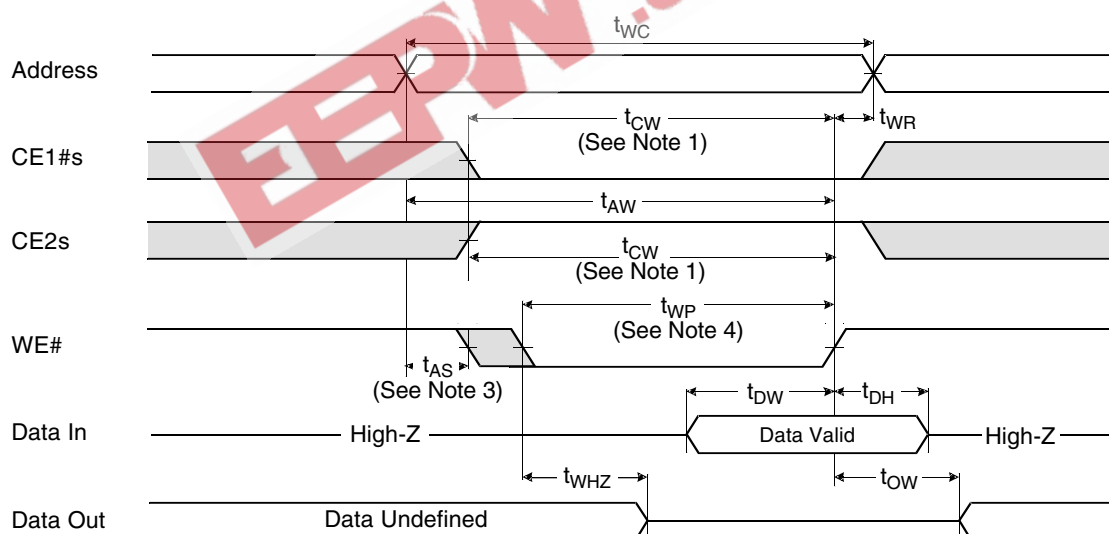 tWC
Address
tCW
(See Note 1)
tWR
CE1#s
tAW
CE2s
tCW
(See Note 1)
tWP
(See Note 4)
WE#
tAS
(See Note 3)
tDW
tDH
Data In
High-Z
Data Valid
High-Z
tWHZ
tOW
Data Out
Data Undefined
EEPW.